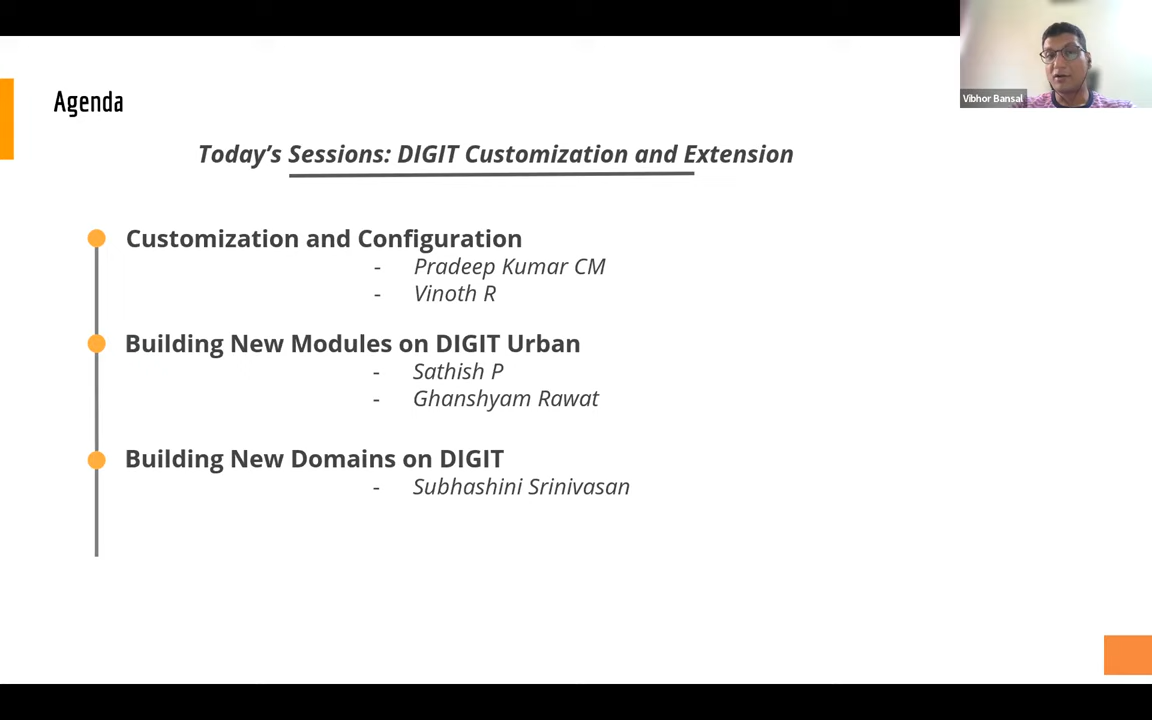 Vibhor Bansal
Agenda
Today’s Sessions: DIGIT Customization and Extension
Customization and Configuration
- Pradeep Kumar CM
- Vinoth R
Building New Modules on DIGIT Urban
- Sathish P
- Ghanshyam Rawat
Building New Domains on DIGIT
- Subhashini Srinivasan